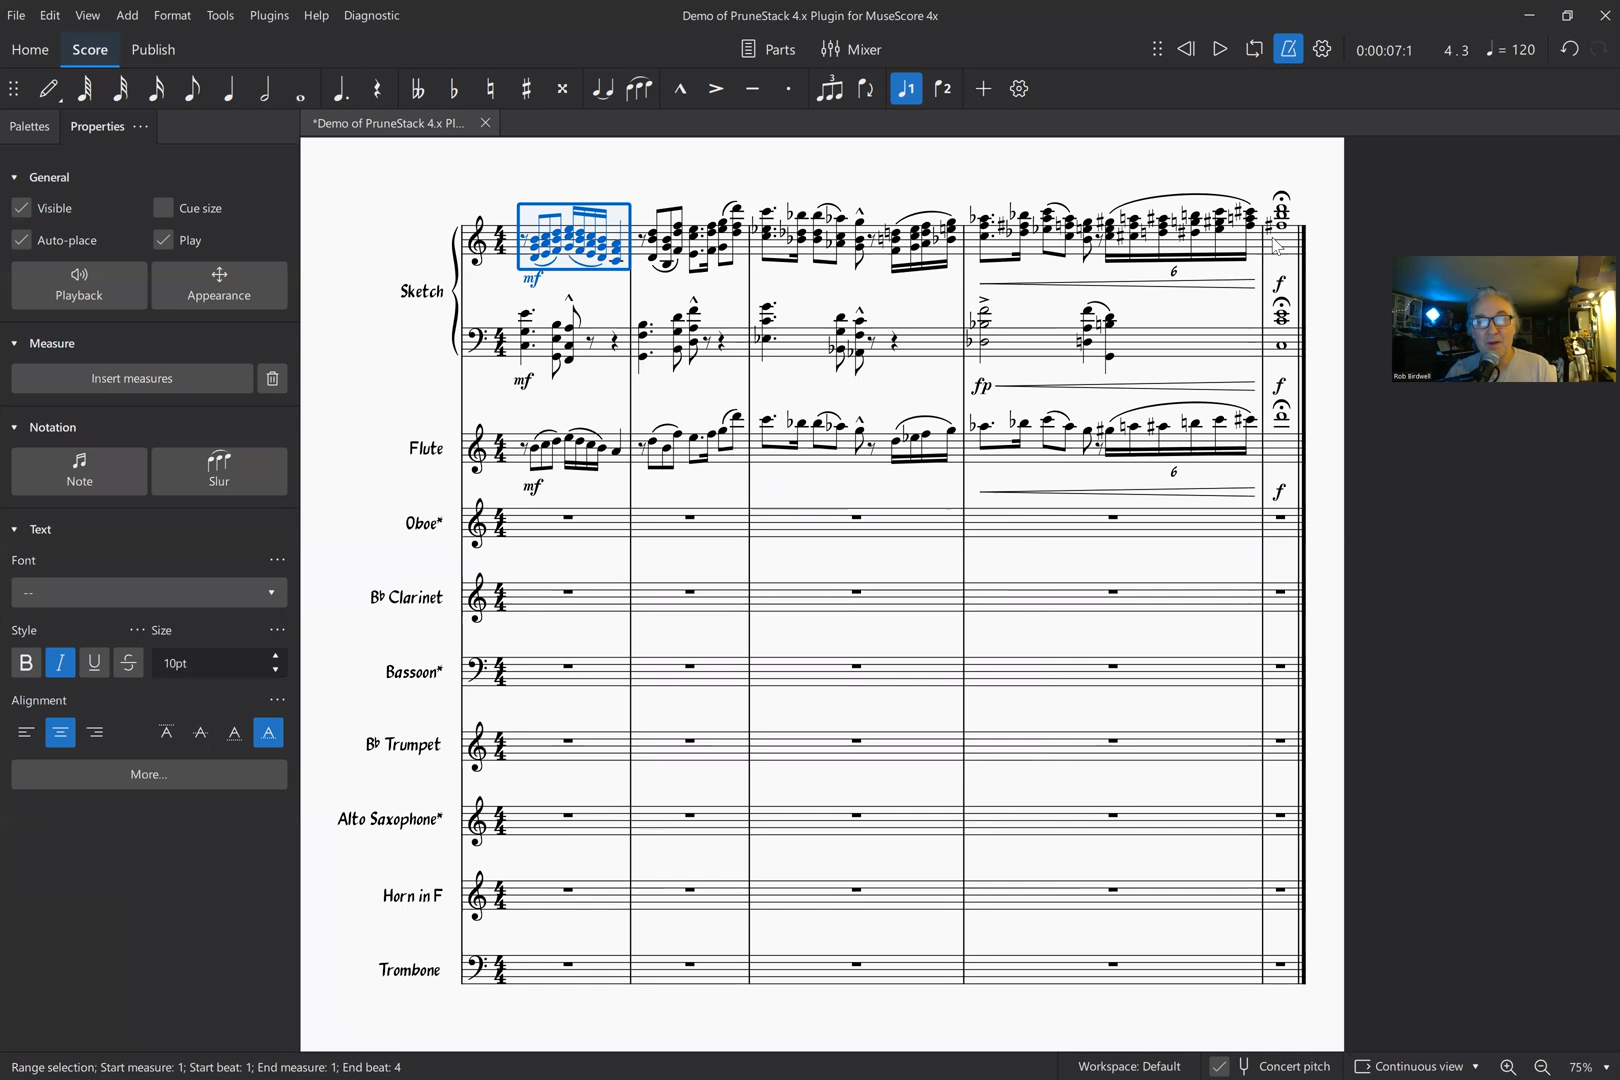 File Edit View Add Format Tools Plugins Help Diagnostic
Demo of PruneStack 4.x Plugin for MuseScore 4x
Home Score Publish
Parts Mixer
0:00:07:1 4 . 3 = 120
3 1 2
Palettes Properties ···
*Demo of PruneStack 4.x Pl...
General
Visible Cue size
Auto-place Play
Playback Appearance
Measure
Insert measures
Notation
Note Slur
Text
Font ···
--
Style ··· Size ···
B I U S 10pt
Alignment ···
More...
Sketch
mf
6
f
mf
fp
f
Flute
mf
6
f
Oboe*
B♭ Clarinet
Bassoon*
B♭ Trumpet
Alto Saxophone*
Horn in F
Trombone
Rob Birdwell
Range selection; Start measure: 1; Start beat: 1; End measure: 1; End beat: 4
Workspace: Default Concert pitch Continuous view 75%